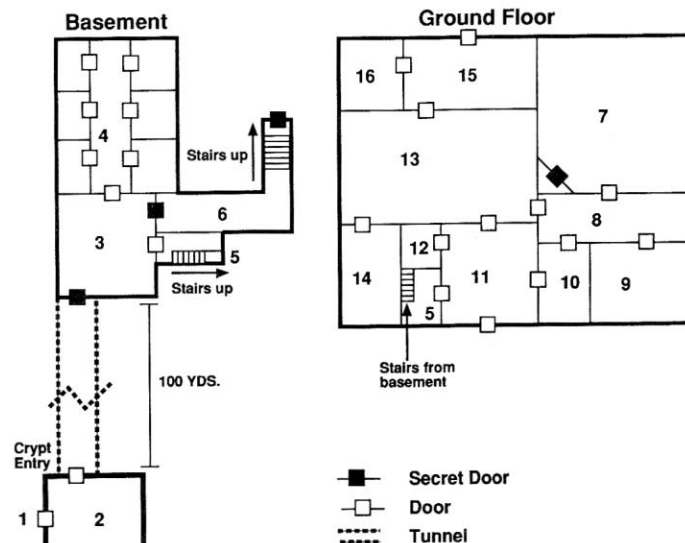 Basement
Ground Floor
16
15
7
4
Stairs up
13
6
8
3
12
5
Stairs up
14
11
10
9
5
100 YDS.
Stairs from
basement
Crypt
Entry
Secret Door
1
2
Door
Tunnel